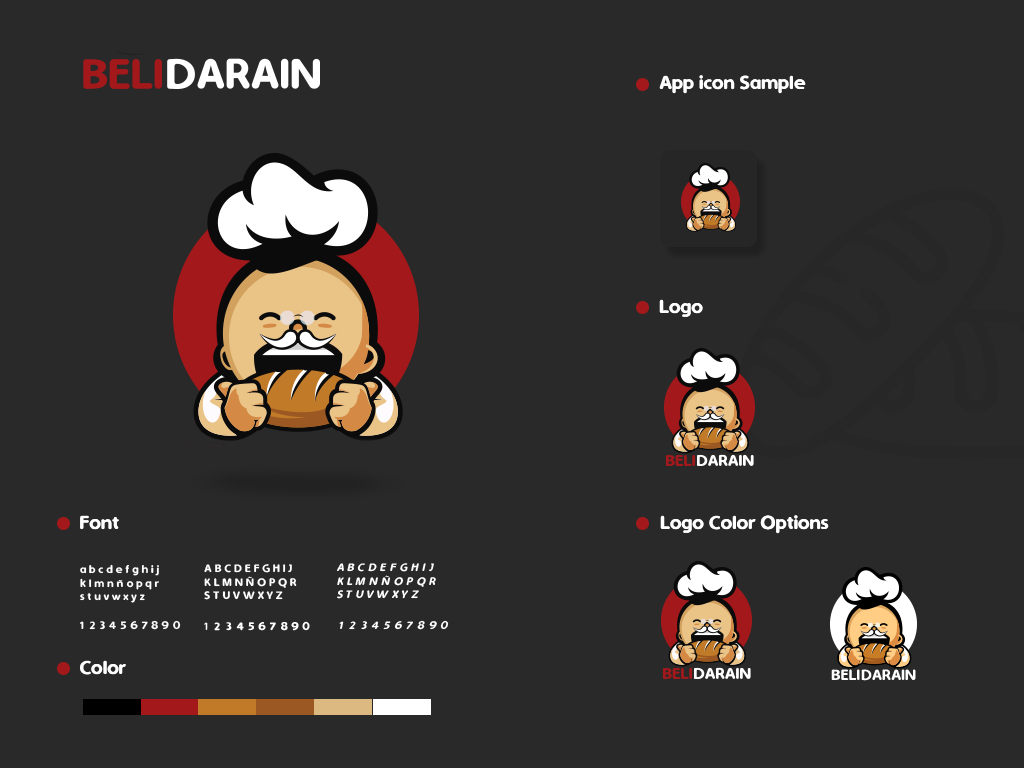 BELIDARAIN
App icon Sample
Logo
BELIDARAIN
Font
abcdefghij
klmnñopqr
stuvwxyz
1234567890
ABCDEFGHIJ
KLMNÑOPQR
STUVWXYZ
1234567890
ABCDEFGHIJ
KLMNÑOPQR
STUVWXYZ
1234567890
Color
Logo Color Options
BELIDARAIN
BELIDARAIN